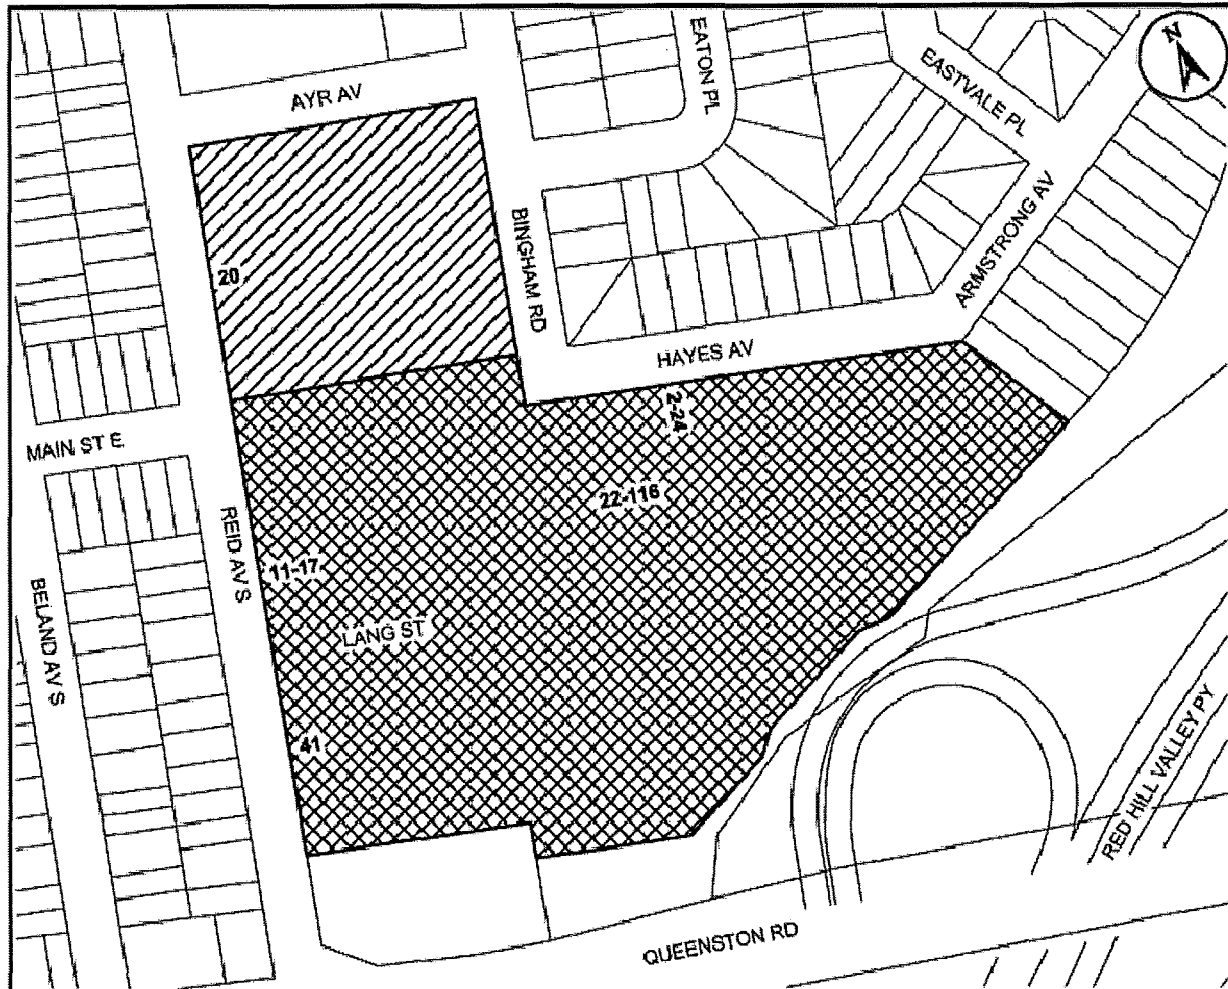 N
EATON PL
EASTVALE PL
AYR AV
BINGHAM RD
ARMSTRONG AV
20
HAYES AV
2-24
MAIN ST E
22-116
REID AV S
11-17
LANG ST
BELAND AV S
41
RED HILL VALLEY PY
QUEENSTON RD